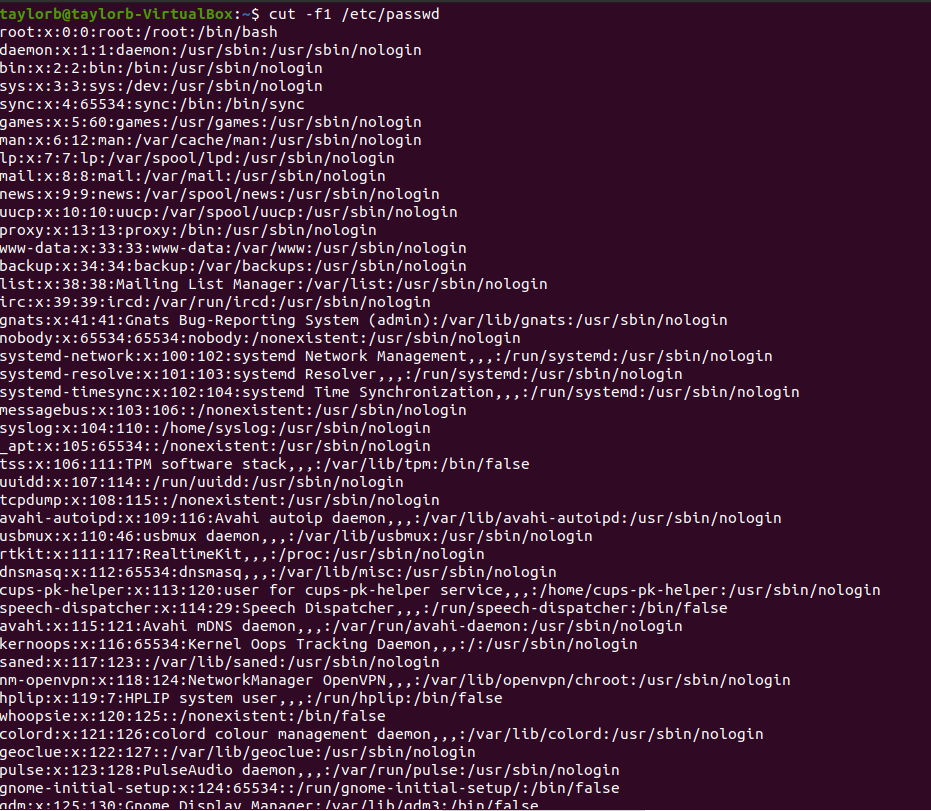 taylorb@taylorb-VirtualBox:~$ cut -f1 /etc/passwd
root:x:0:0:root:/root:/bin/bash
daemon:x:1:1:daemon:/usr/sbin:/usr/sbin/nologin
bin:x:2:2:bin:/bin:/usr/sbin/nologin
sys:x:3:3:sys:/dev:/usr/sbin/nologin
sync:x:4:65534:sync:/bin:/bin/sync
games:x:5:60:games:/usr/games:/usr/sbin/nologin
man:x:6:12:man:/var/cache/man:/usr/sbin/nologin
lp:x:7:7:lp:/var/spool/lpd:/usr/sbin/nologin
mail:x:8:8:mail:/var/mail:/usr/sbin/nologin
news:x:9:9:news:/var/spool/news:/usr/sbin/nologin
uucp:x:10:10:uucp:/var/spool/uucp:/usr/sbin/nologin
proxy:x:13:13:proxy:/bin:/usr/sbin/nologin
www-data:x:33:33:www-data:/var/www:/usr/sbin/nologin
backup:x:34:34:backup:/var/backups:/usr/sbin/nologin
list:x:38:38:Mailing List Manager:/var/list:/usr/sbin/nologin
irc:x:39:39:ircd:/var/run/ircd:/usr/sbin/nologin
gnats:x:41:41:Gnats Bug-Reporting System (admin):/var/lib/gnats:/usr/sbin/nologin
nobody:x:65534:65534:nobody:/nonexistent:/usr/sbin/nologin
systemd-network:x:100:102:systemd Network Management,,,:/run/systemd:/usr/sbin/nologin
systemd-resolve:x:101:103:systemd Resolver,,,:/run/systemd:/usr/sbin/nologin
systemd-timesync:x:102:104:systemd Time Synchronization,,,:/run/systemd:/usr/sbin/nologin
messagebus:x:103:106::/nonexistent:/usr/sbin/nologin
syslog:x:104:110::/home/syslog:/usr/sbin/nologin
_apt:x:105:65534::/nonexistent:/usr/sbin/nologin
tss:x:106:111:TPM software stack,,,:/var/lib/tpm:/bin/false
uuidd:x:107:114::/run/uuidd:/usr/sbin/nologin
tcpdump:x:108:115::/nonexistent:/usr/sbin/nologin
avahi-autoipd:x:109:116:Avahi autoip daemon,,,:/var/lib/avahi-autoipd:/usr/sbin/nologin
usbmux:x:110:46:usbmux daemon,,,:/var/lib/usbmux:/usr/sbin/nologin
rtkit:x:111:117:RealtimeKit,,,:/proc:/usr/sbin/nologin
dnsmasq:x:112:65534:dnsmasq,,,:/var/lib/misc:/usr/sbin/nologin
cups-pk-helper:x:113:120:user for cups-pk-helper service,,,:/home/cups-pk-helper:/usr/sbin/nologin
speech-dispatcher:x:114:29:Speech Dispatcher,,,:/run/speech-dispatcher:/bin/false
avahi:x:115:121:Avahi mDNS daemon,,,:/var/run/avahi-daemon:/usr/sbin/nologin
kernoops:x:116:65534:Kernel Oops Tracking Daemon,,,:/:/usr/sbin/nologin
saned:x:117:123::/var/lib/saned:/usr/sbin/nologin
nm-openvpn:x:118:124:NetworkManager OpenVPN,,,:/var/lib/openvpn/chroot:/usr/sbin/nologin
hplip:x:119:7:HPLIP system user,,,:/run/hplip:/bin/false
whoopsie:x:120:125::/nonexistent:/bin/false
colord:x:121:126:colord colour management daemon,,,:/var/lib/colord:/usr/sbin/nologin
geoclue:x:122:127::/var/lib/geoclue:/usr/sbin/nologin
pulse:x:123:128:PulseAudio daemon,,,:/var/run/pulse:/usr/sbin/nologin
gnome-initial-setup:x:124:65534::/run/gnome-initial-setup/:/bin/false
gdm:x:125:130:Gnome Display Manager:/var/lib/gdm3:/bin/false